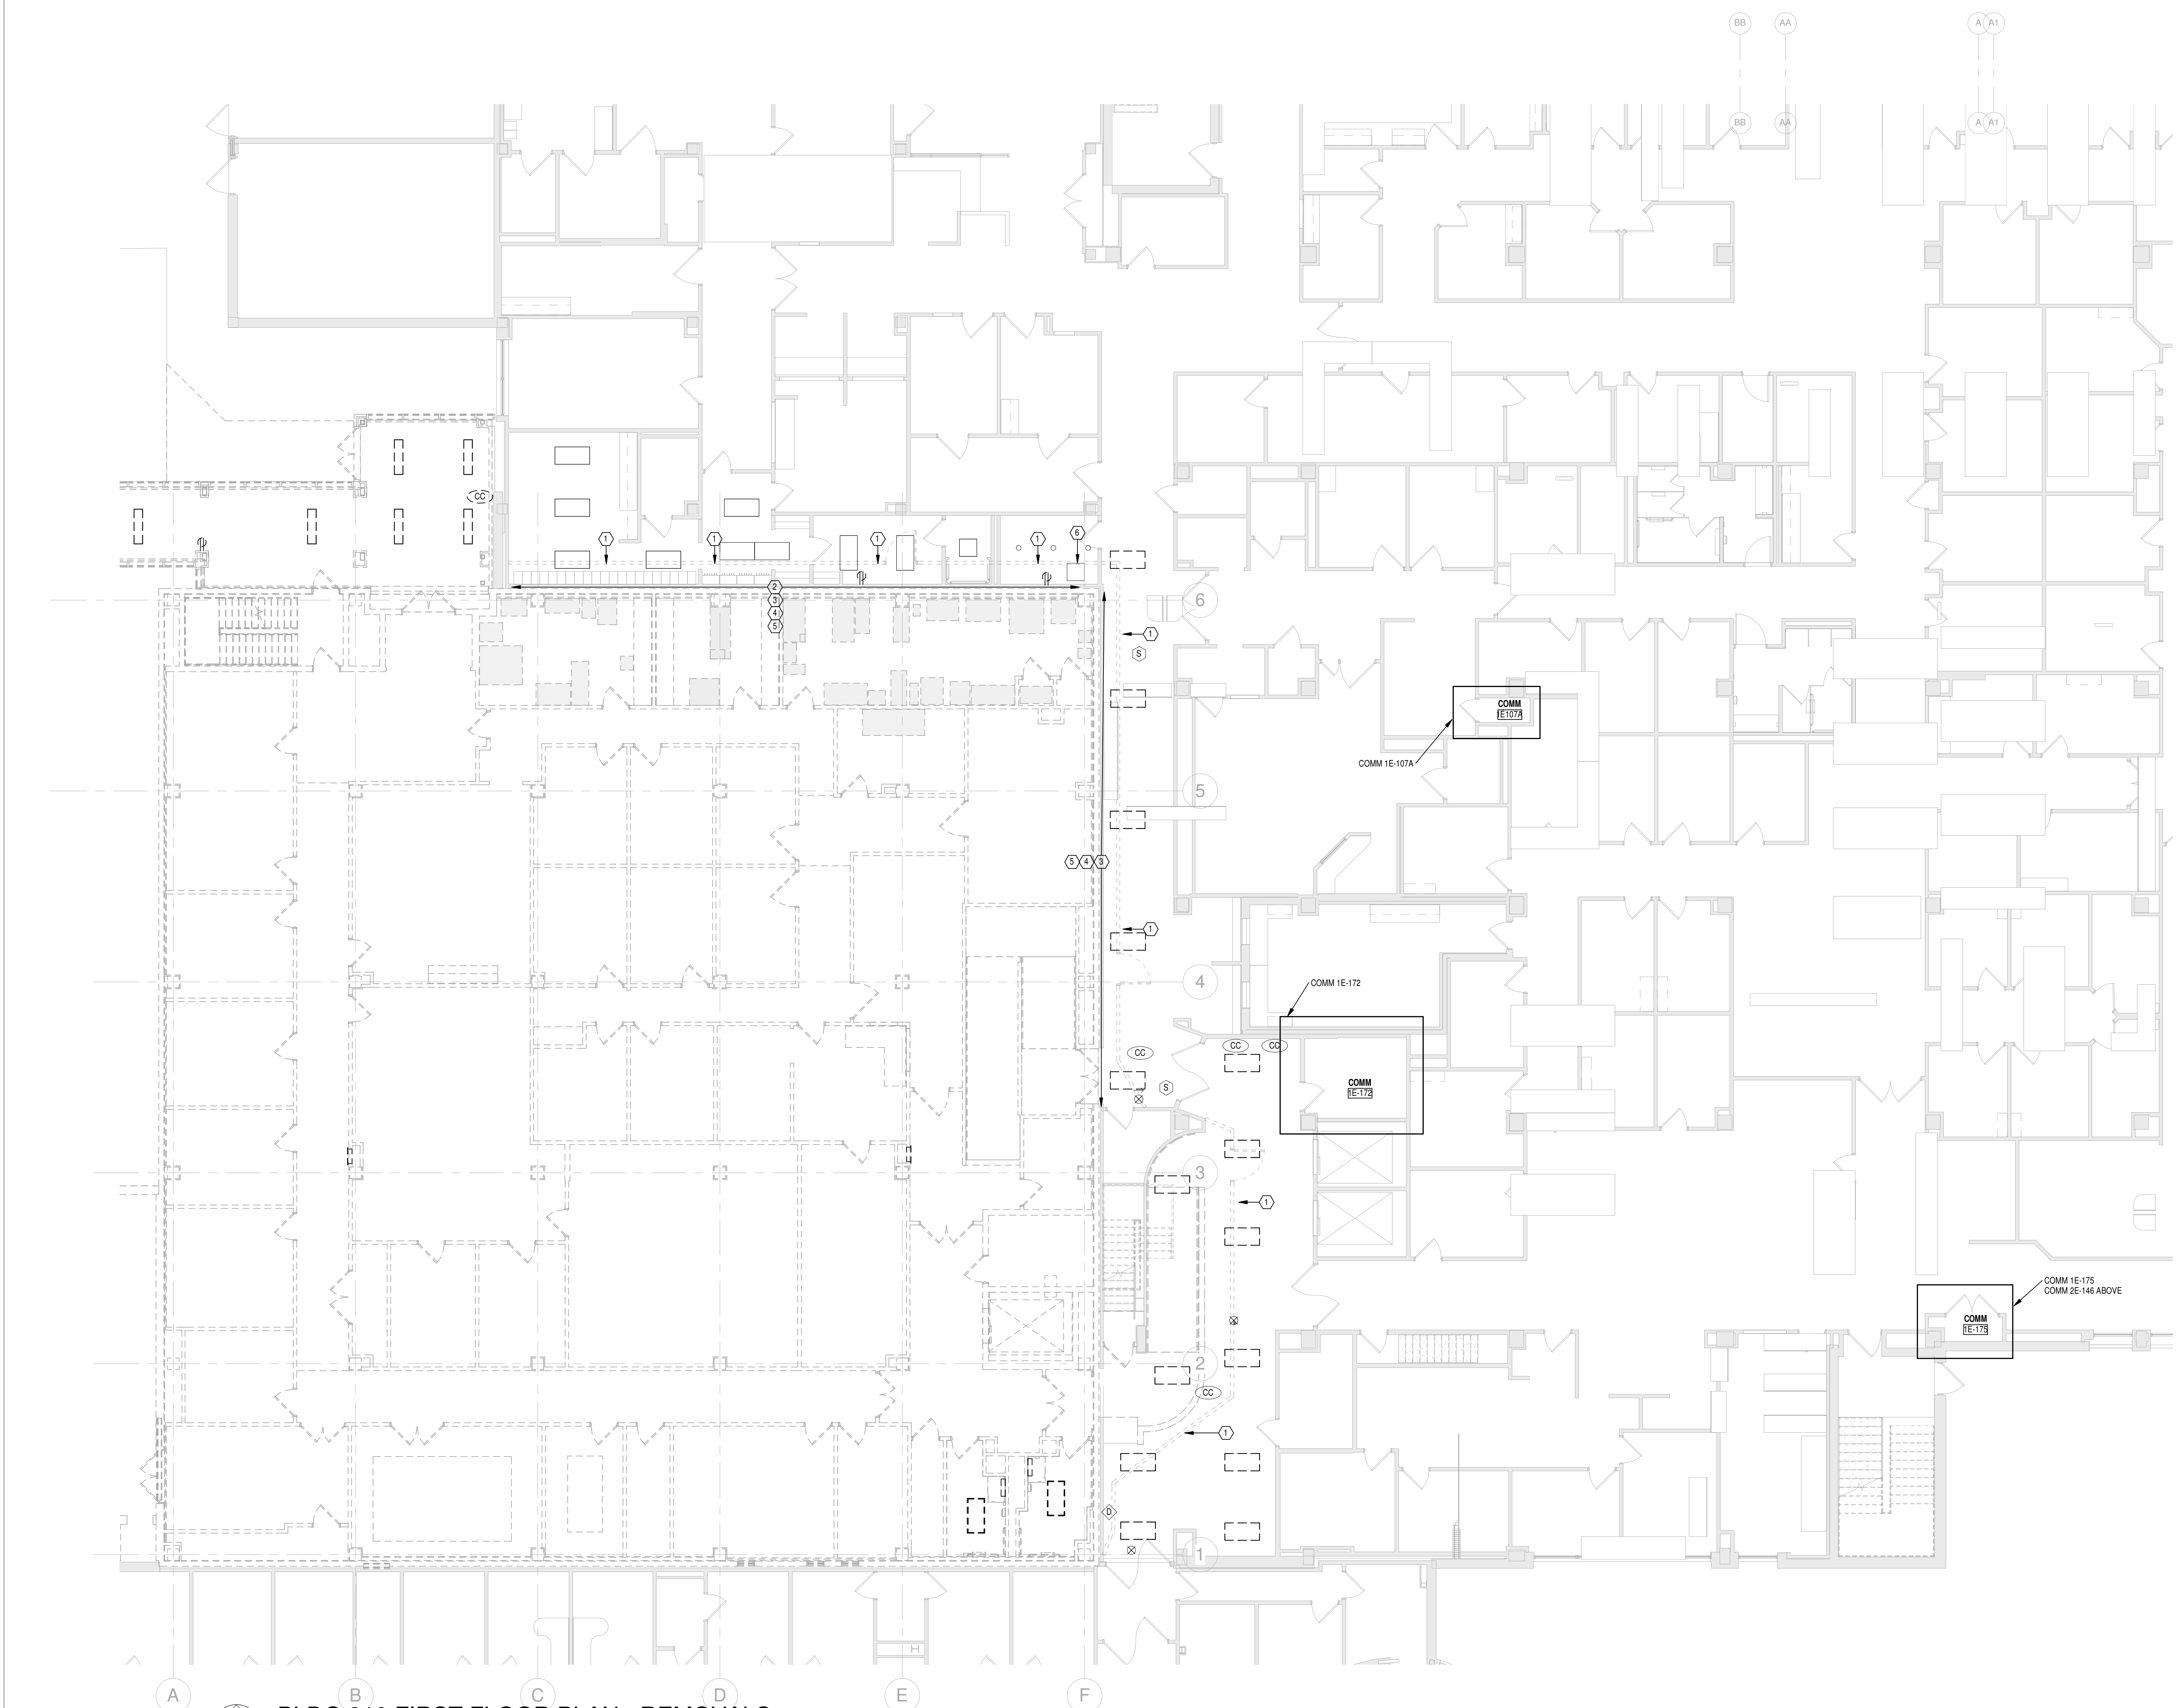 BB AA A A1
BB AA A A1
CC
1 1 1 1 6
2
3
4
5
6
1
S
COMM
1E107A
COMM 1E-107A
5
5 4 3
1
COMM 1E-172
4
CC CC CC
S
COMM
1E-172
3
1
COMM 1E-175
COMM 2E-146 ABOVE
COMM
1E-175
2
CC
1
D
1
A B C D E F